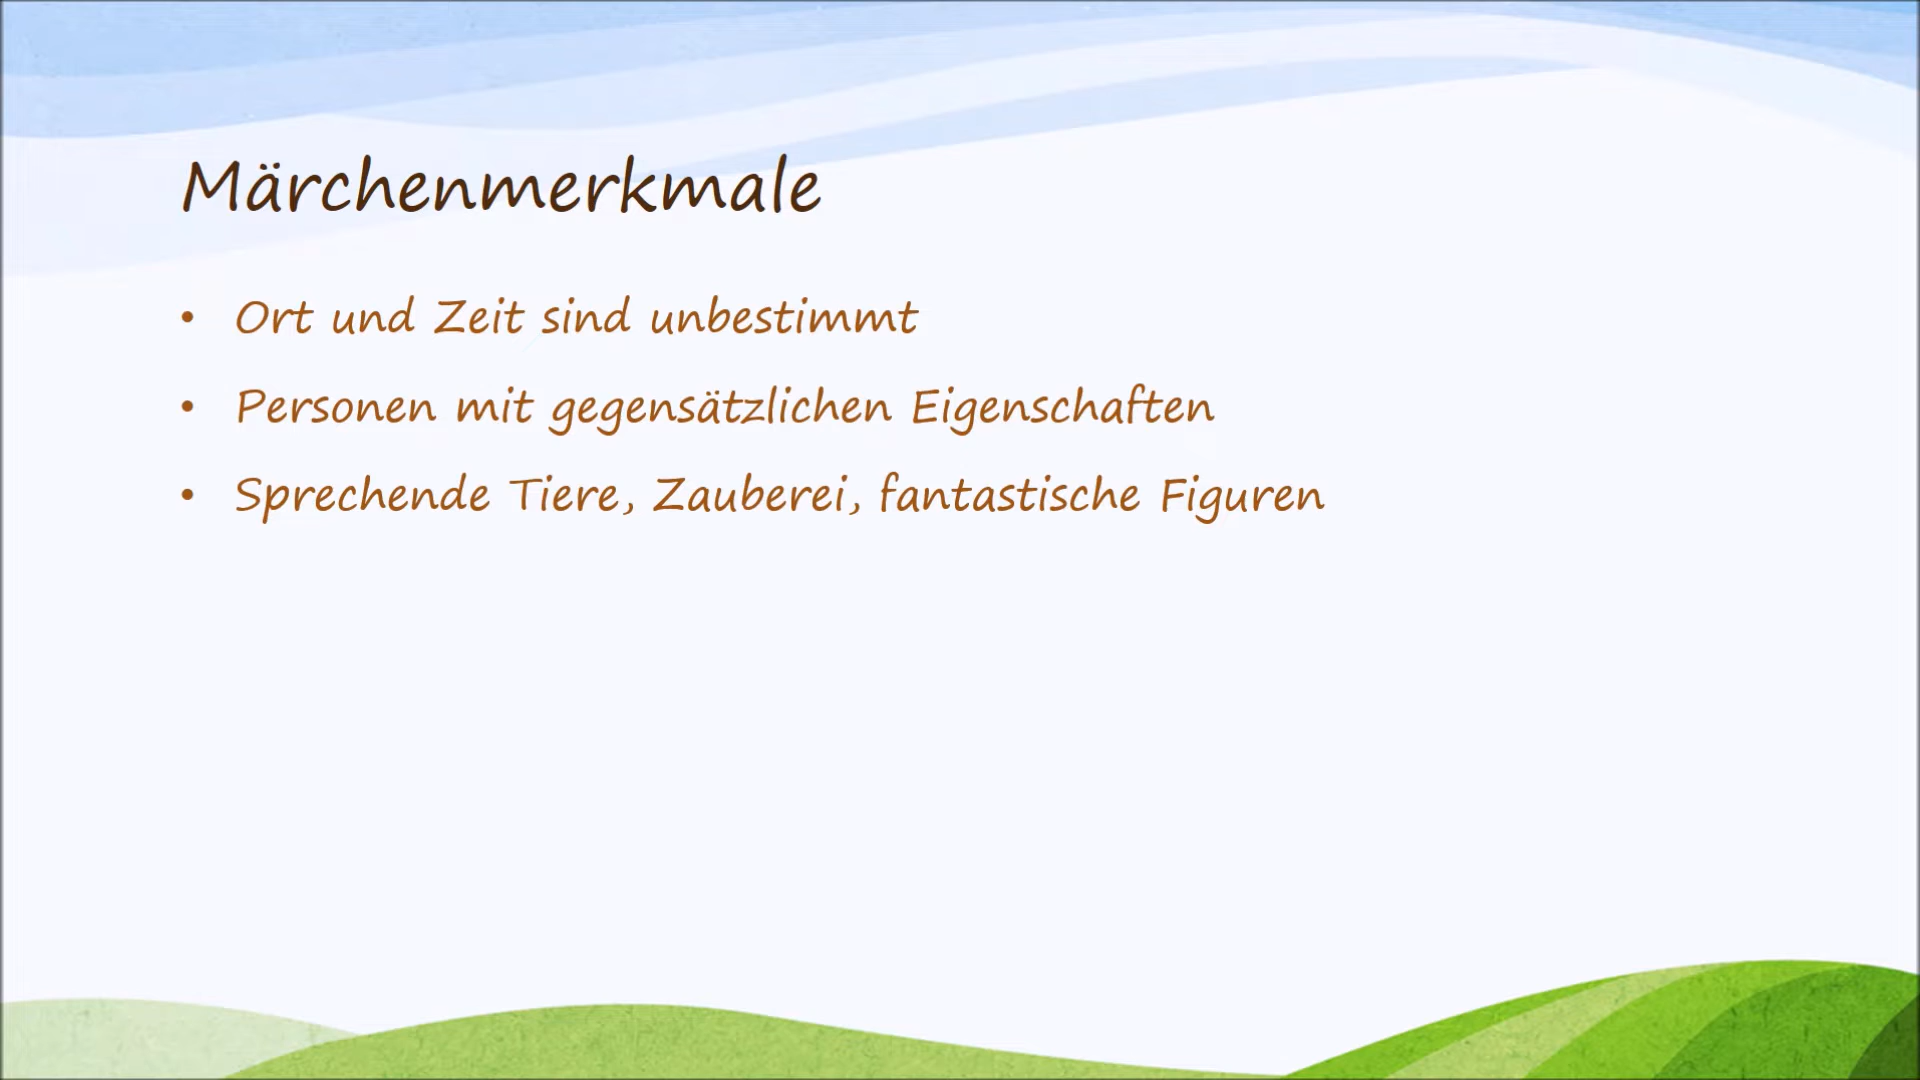 Märchenmerkmale
• Ort und Zeit sind unbestimmt
• Personen mit gegensätzlichen Eigenschaften
• Sprechende Tiere, Zauberei, fantastische Figuren